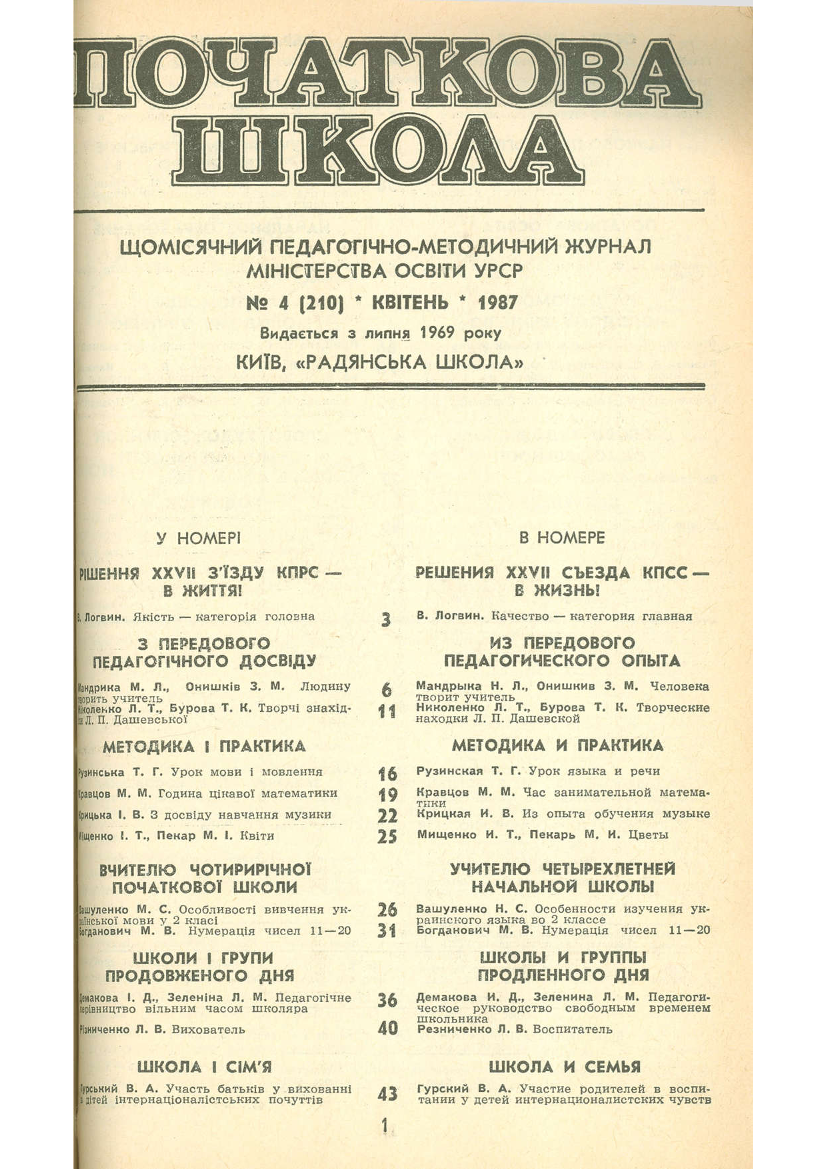 ПОЧАТКОВА
ШКОЛА
ЩОМІСЯЧНИЙ ПЕДАГОГІЧНО-МЕТОДИЧНИЙ ЖУРНАЛ
МІНІСТЕРСТВА ОСВІТИ УРСР
№ 4 (210) * КВІТЕНЬ * 1987
Видається з липня 1969 року
КИЇВ, «РАДЯНСЬКА ШКОЛА»
У НОМЕРІ
РІШЕННЯ XXVII З'ЇЗДУ КПРС —
В ЖИТТЯ!
В. Логвин. Якість — категорія головна
З ПЕРЕДОВОГО
ПЕДАГОГІЧНОГО ДОСВІДУ
Мандрика М. Л., Онишків З. М. Людину
творить учитель
Ніколенко Л. Т., Бурова Т. К. Творчі знахід-
ки Л. П. Дашевської
МЕТОДИКА І ПРАКТИКА
Рузинська Т. Г. Урок мови і мовлення
Кравцов М. М. Година цікавої математики
Крицька І. В. З досвіду навчання музики
Міщенко І. Т., Пекар М. І. Квіти
ВЧИТЕЛЮ ЧОТИРИРІЧНОЇ
ПОЧАТКОВОЇ ШКОЛИ
Вашуленко М. С. Особливості вивчення ук-
раїнської мови у 2 класі
Богданович М. В. Нумерація чисел 11—20
ШКОЛИ І ГРУПИ
ПРОДОВЖЕНОГО ДНЯ
Демакова І. Д., Зеленіна Л. М. Педагогічне
керівництво вільним часом школяра
Різниченко Л. В. Вихователь
ШКОЛА І СІМ'Я
Гурський В. А. Участь батьків у вихованні
в дітей інтернаціоналістських почуттів
3
6
11
16
19
22
25
26
31
36
40
43
В НОМЕРЕ
РЕШЕНИЯ XXVII СЪЕЗДА КПСС —
В ЖИЗНЬ!
В. Логвин. Качество — категория главная
ИЗ ПЕРЕДОВОГО
ПЕДАГОГИЧЕСКОГО ОПЫТА
Мандрыка Н. Л., Онишкив З. М. Человека
творит учитель
Николенко Л. Т., Бурова Т. К. Творческие
находки Л. П. Дашевской
МЕТОДИКА И ПРАКТИКА
Рузинская Т. Г. Урок языка и речи
Кравцов М. М. Час занимательной матема-
тики
Крицкая И. В. Из опыта обучения музыке
Мищенко И. Т., Пекарь М. И. Цветы
УЧИТЕЛЮ ЧЕТЫРЕХЛЕТНЕЙ
НАЧАЛЬНОЙ ШКОЛЫ
Вашуленко Н. С. Особенности изучения ук-
раинского языка во 2 классе
Богданович М. В. Нумерация чисел 11—20
ШКОЛЫ И ГРУППЫ
ПРОДЛЕННОГО ДНЯ
Демакова И. Д., Зеленина Л. М. Педагоги-
ческое руководство свободным временем
школьника
Резниченко Л. В. Воспитатель
ШКОЛА И СЕМЬЯ
Гурский В. А. Участие родителей в воспи-
тании у детей интернационалистских чувств
1